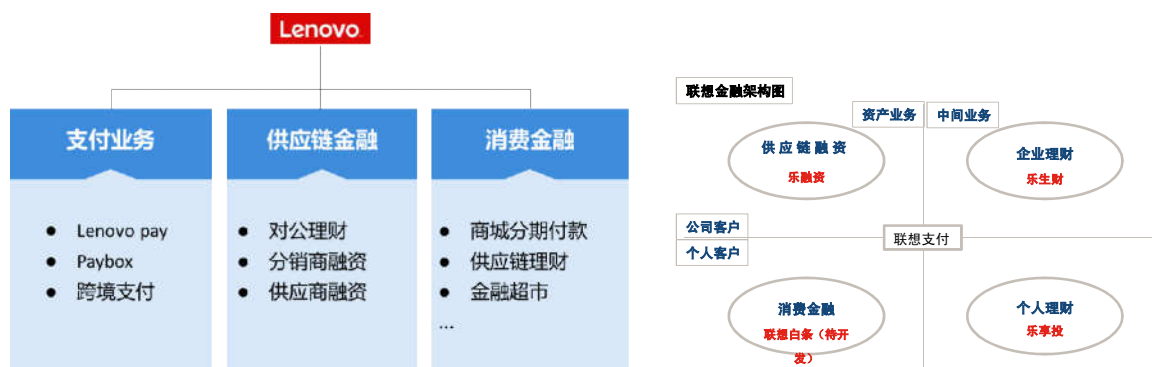 Lenovo
支付业务
Lenovo pay
Paybox
跨境支付
供应链金融
对公理财
分销商融资
供应商融资
消费金融
商城分期付款
供应链理财
金融超市
...
联想金融架构图
资产业务
中间业务
供应链融资
乐融资
企业理财
乐生财
公司客户
联想支付
个人客户
消费金融
联想白条（待开
发）
个人理财
乐享投